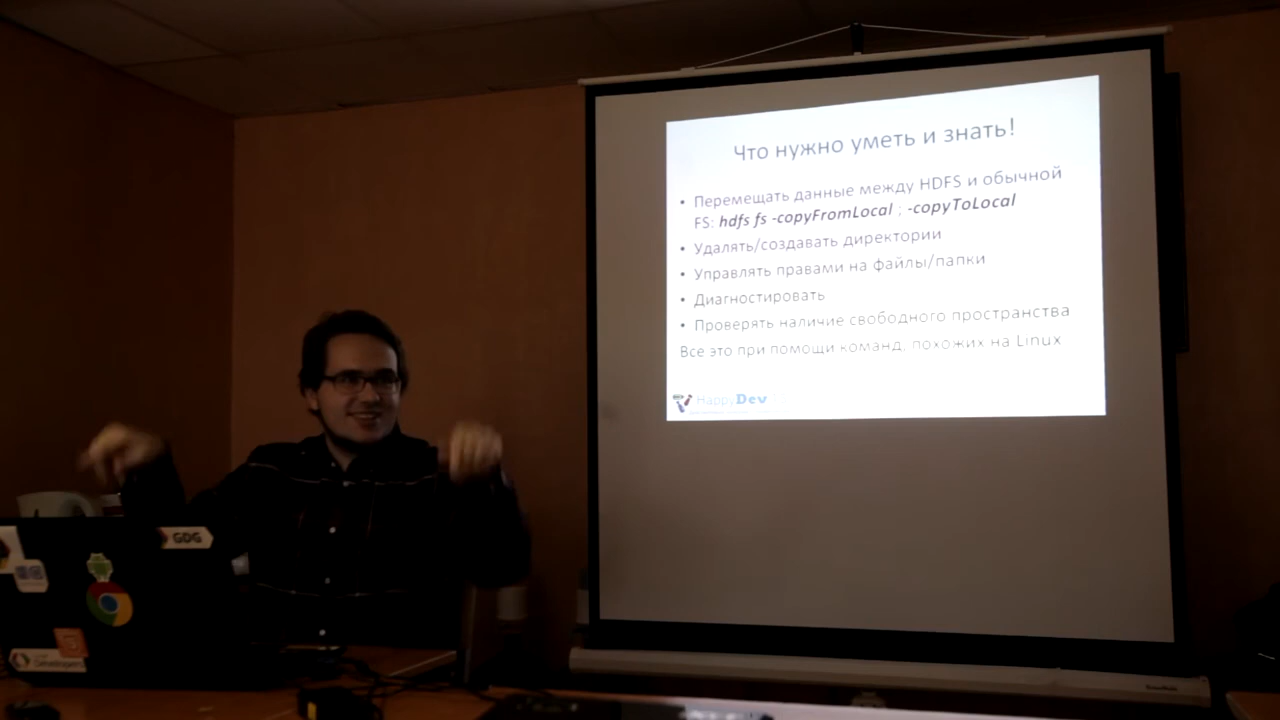 Что нужно уметь и знать!
• Перемещать данные между HDFS и обычной
FS: hdfs fs -copyFromLocal ; -copyToLocal
• Удалять/создавать директории
• Управлять правами на файлы/папки
• Диагностировать
• Проверять наличие свободного пространства
Все это при помощи команд, похожих на Linux
HappyDev
GDG
Developers